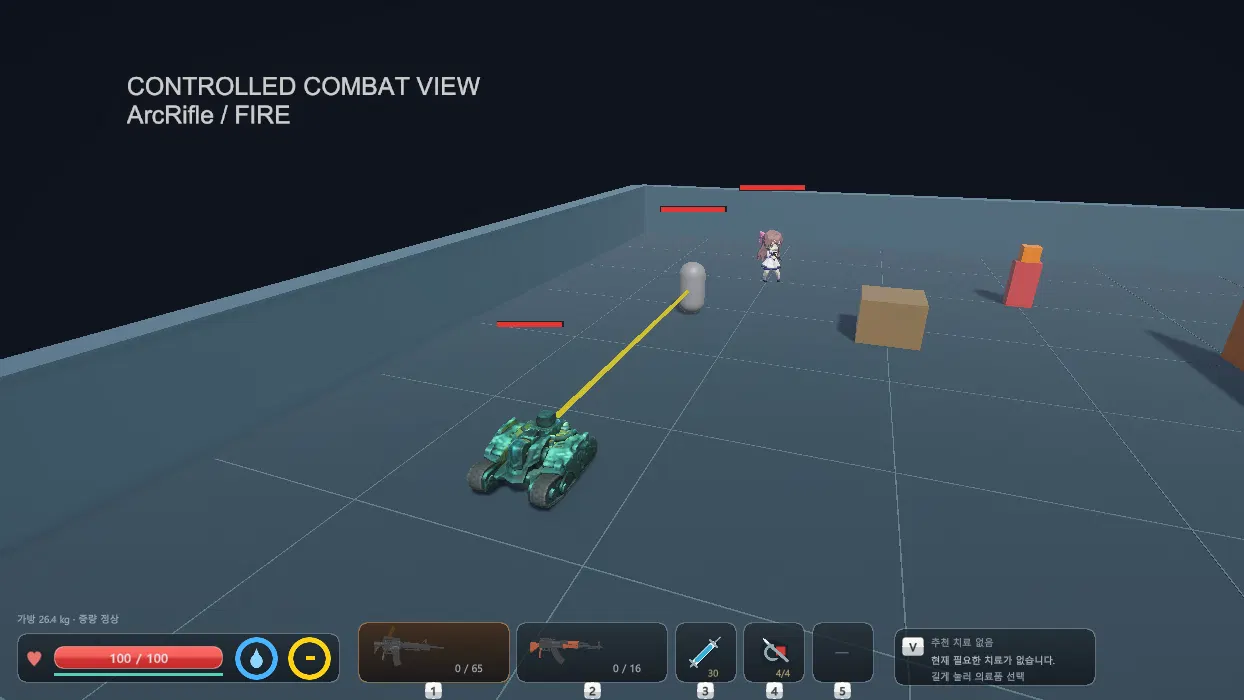 CONTROLLED COMBAT VIEW
ArcRifle / FIRE
가방 26.4 kg · 중량 정상
100 / 100
0 / 65
0 / 16
30
4/4
1
2
3
4
5
V
추천 치료 없음
현재 필요한 치료가 없습니다.
길게 눌러 의료품 선택